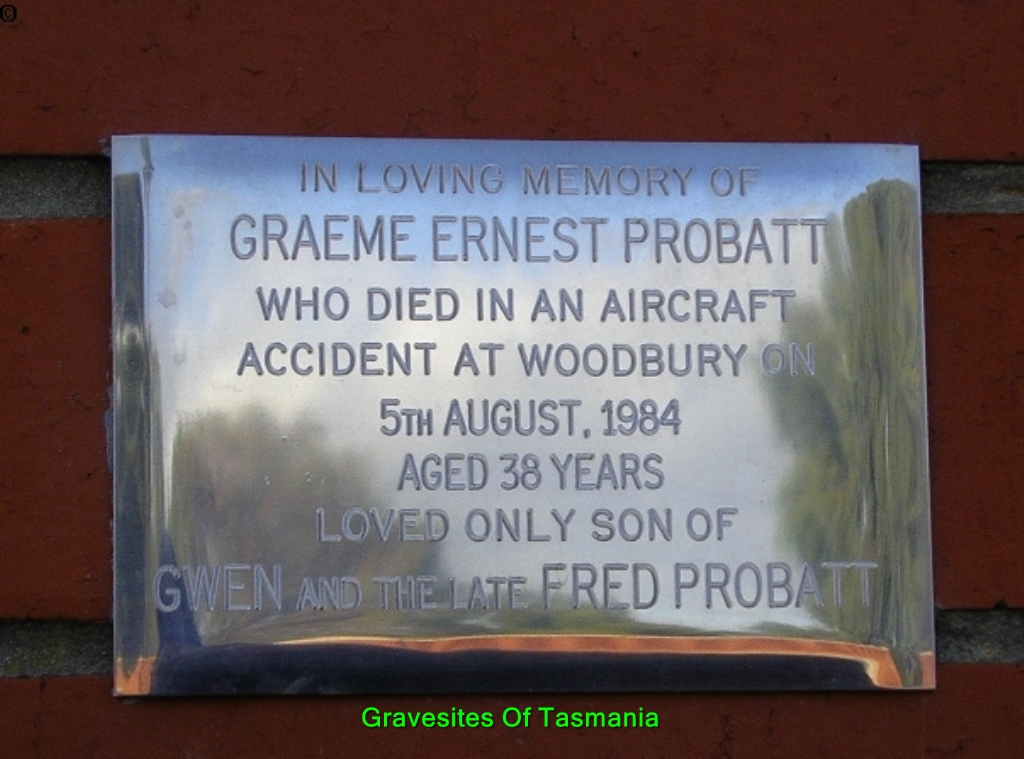 ©
IN LOVING MEMORY OF
GRAEME ERNEST PROBATT
WHO DIED IN AN AIRCRAFT
ACCIDENT AT WOODBURY ON
5TH AUGUST, 1984
AGED 38 YEARS
LOVED ONLY SON OF
GWEN AND THE LATE FRED PROBATT
Gravesites Of Tasmania